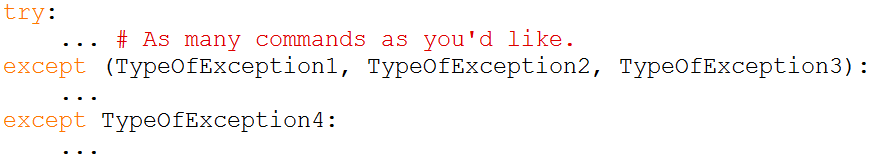 try:
    ... # As many commands as you'd like.
except (TypeOfException1, TypeOfException2, TypeOfException3):
    ...
except TypeOfException4:
    ...